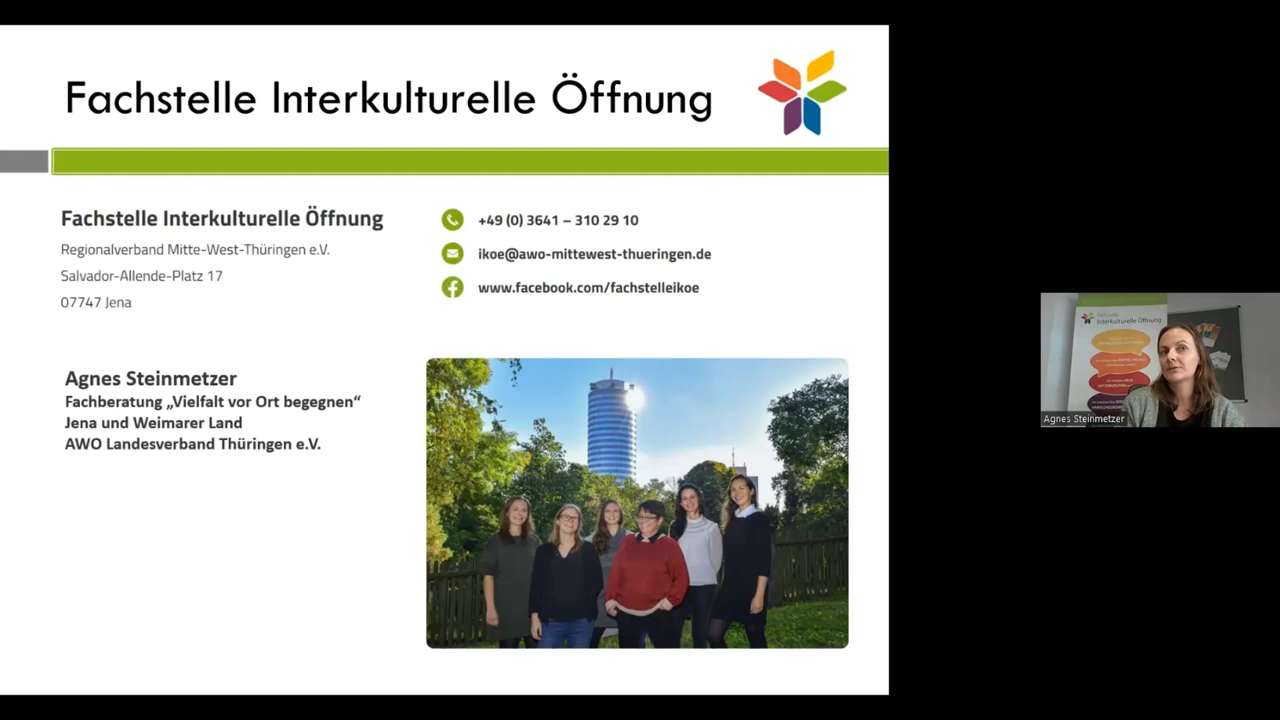 Fachstelle Interkulturelle Öffnung
Fachstelle Interkulturelle Öffnung
Regionalverband Mitte-West-Thüringen e.V.
Salvador-Allende-Platz 17
07747 Jena
+49 (0) 3641 – 310 29 10
ikoe@awo-mittewest-thueringen.de
www.facebook.com/fachstelleikoe
Agnes Steinmetzer
Fachberatung „Vielfalt vor Ort begegnen“
Jena und Weimarer Land
AWO Landesverband Thüringen e.V.
Interkulturelle Öffnung
Agnes Steinmetzer